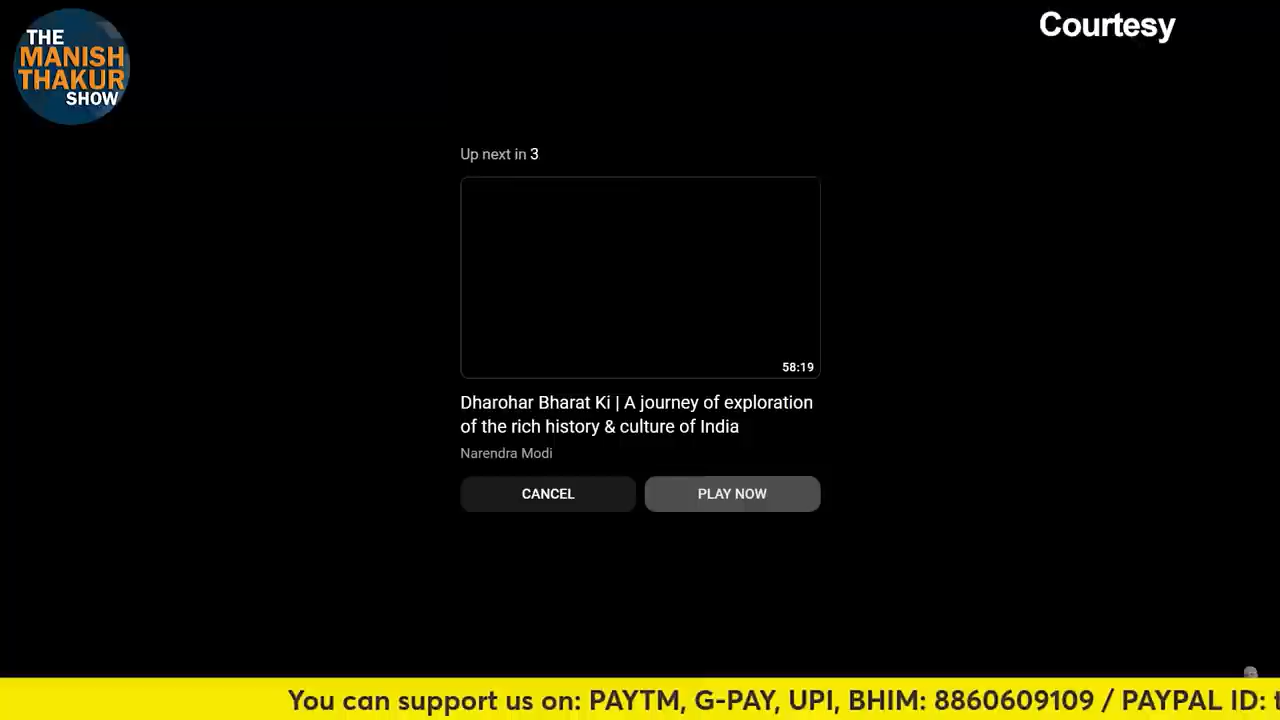 THE
MANISH
THAKUR
SHOW
Courtesy
Up next in 3
58:19
Dharohar Bharat Ki | A journey of exploration
of the rich history & culture of India
Narendra Modi
CANCEL
PLAY NOW
You can support us on: PAYTM, G-PAY, UPI, BHIM: 8860609109 / PAYPAL ID: